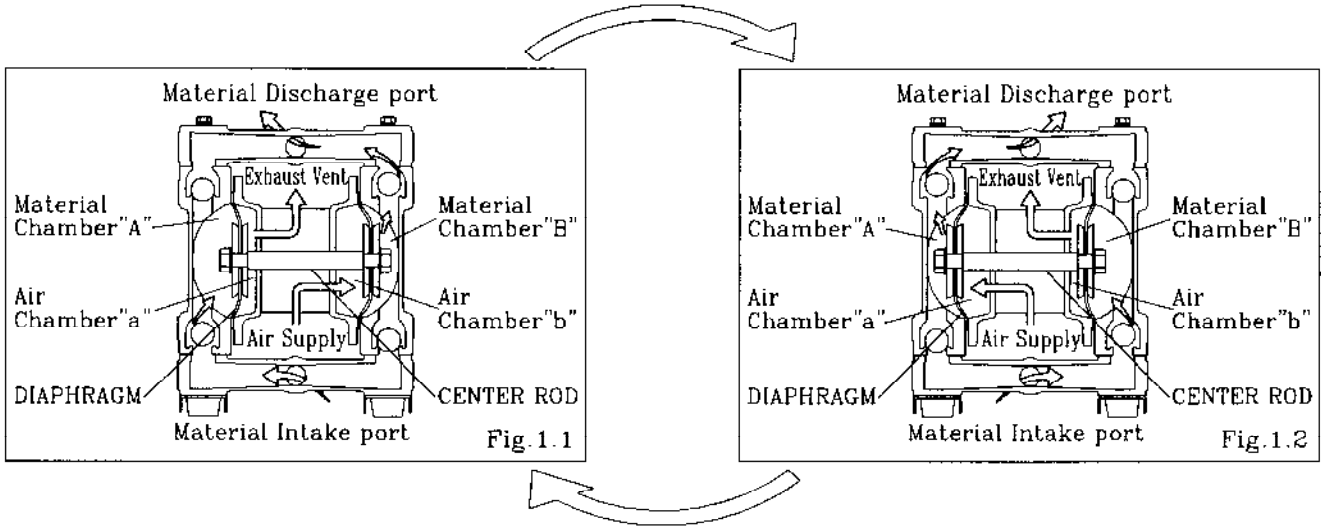 Material Discharge port
Exhaust Vent
Material
Chamber"A"
Material
Chamber"B"
Air
Chamber"a"
Air
Chamber"b"
Air Supply
DIAPHRAGM
CENTER ROD
Material Intake port
Fig.1.1
Material Discharge port
Exhaust Vent
Material
Chamber"A"
Material
Chamber"B"
Air
Chamber"a"
Air
Chamber"b"
Air Supply
DIAPHRAGM
CENTER ROD
Material Intake port
Fig.1.2